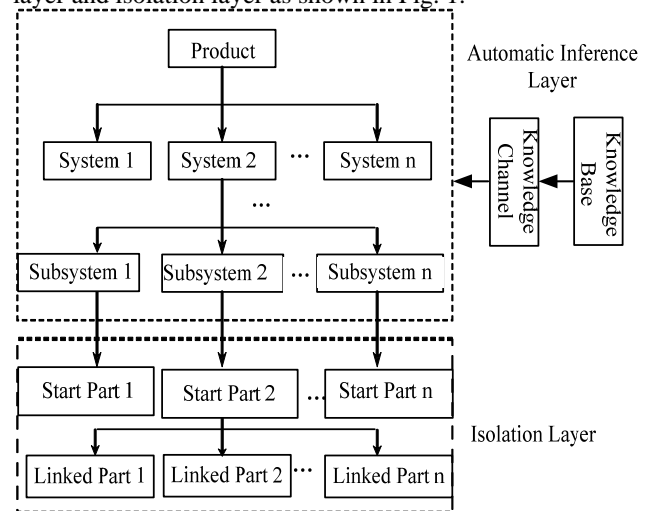 layer and isolation layer as shown in Fig. 1.
Product
Automatic Inference
Layer
System 1 System 2 ... System n
Knowledge
Channel
Knowledge
Base
...
Subsystem 1 Subsystem 2 ... Subsystem n
Start Part 1 Start Part 2 ... Start Part n
Isolation Layer
Linked Part 1 Linked Part 2 ... Linked Part n